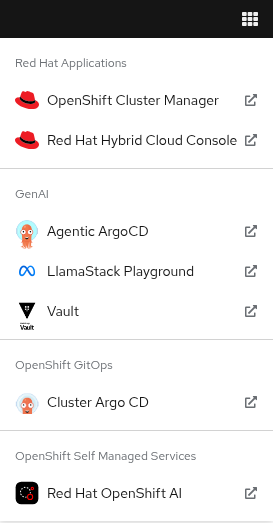 Red Hat Applications
OpenShift Cluster Manager
Red Hat Hybrid Cloud Console
GenAI
Agentic ArgoCD
LlamaStack Playground
Vault
Vault
OpenShift GitOps
Cluster Argo CD
OpenShift Self Managed Services
Red Hat OpenShift AI